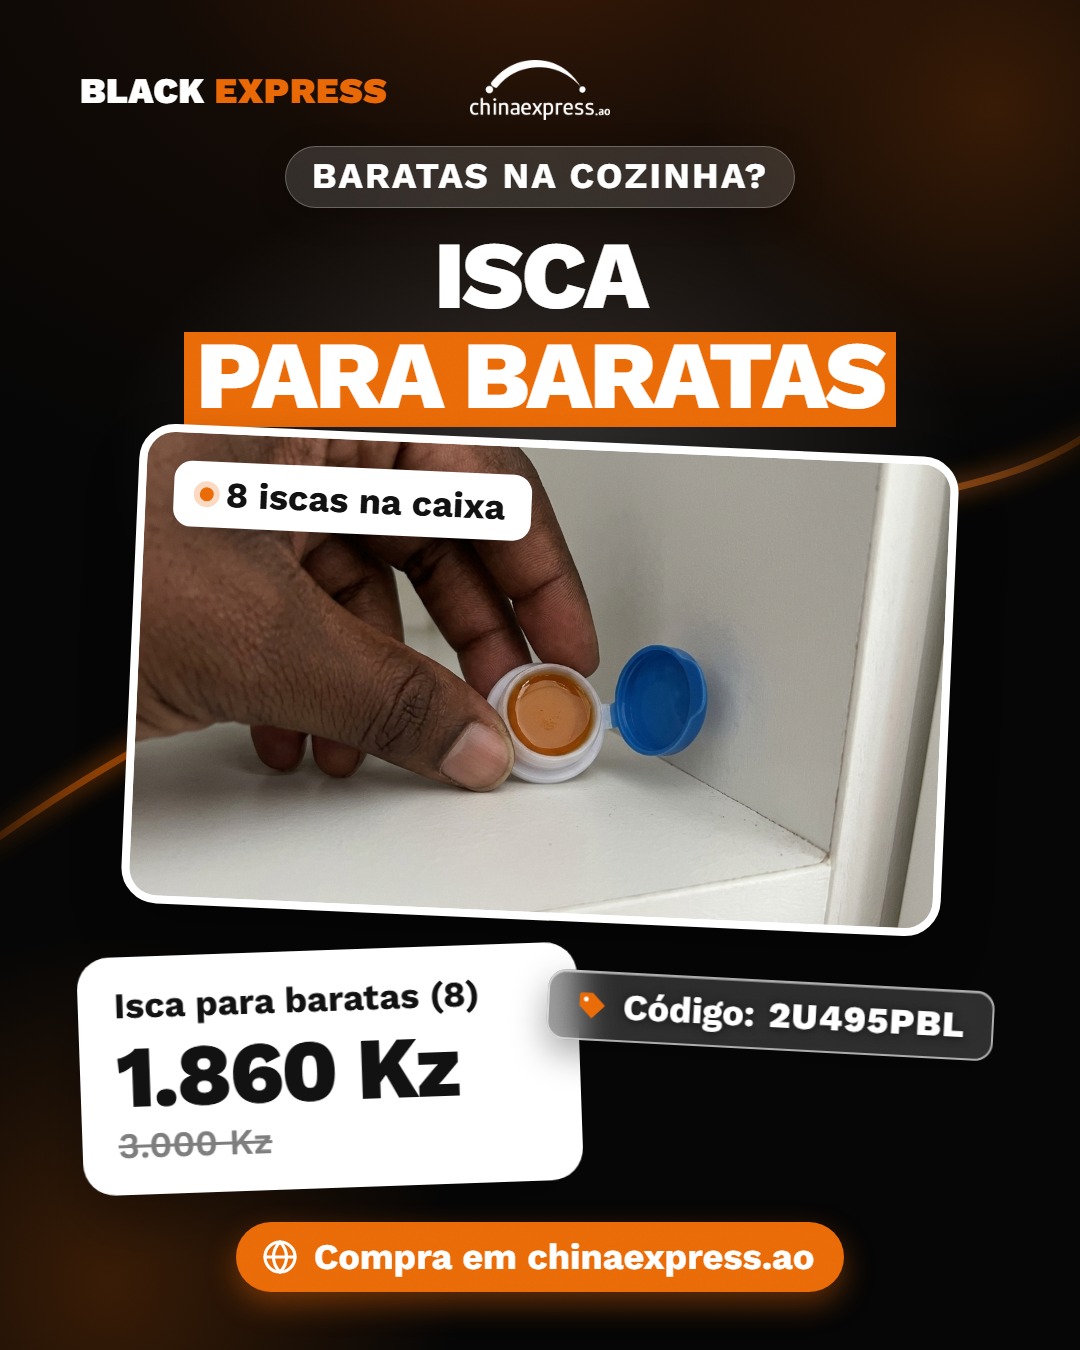 BLACK EXPRESS
chinaexpress.ao
BARATAS NA COZINHA?
ISCA
PARA BARATAS
8 iscas na caixa
Isca para baratas (8)
1.860 Kz
3.000 Kz
Código: 2U495PBL
Compra em chinaexpress.ao